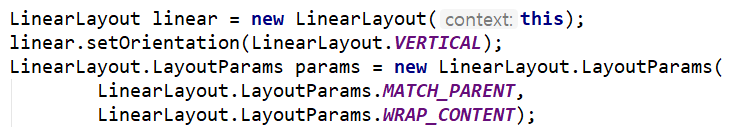 LinearLayout linear = new LinearLayout( context: this);
linear.setOrientation(LinearLayout.VERTICAL);
LinearLayout.LayoutParams params = new LinearLayout.LayoutParams(
LinearLayout.LayoutParams.MATCH_PARENT,
LinearLayout.LayoutParams.WRAP_CONTENT);